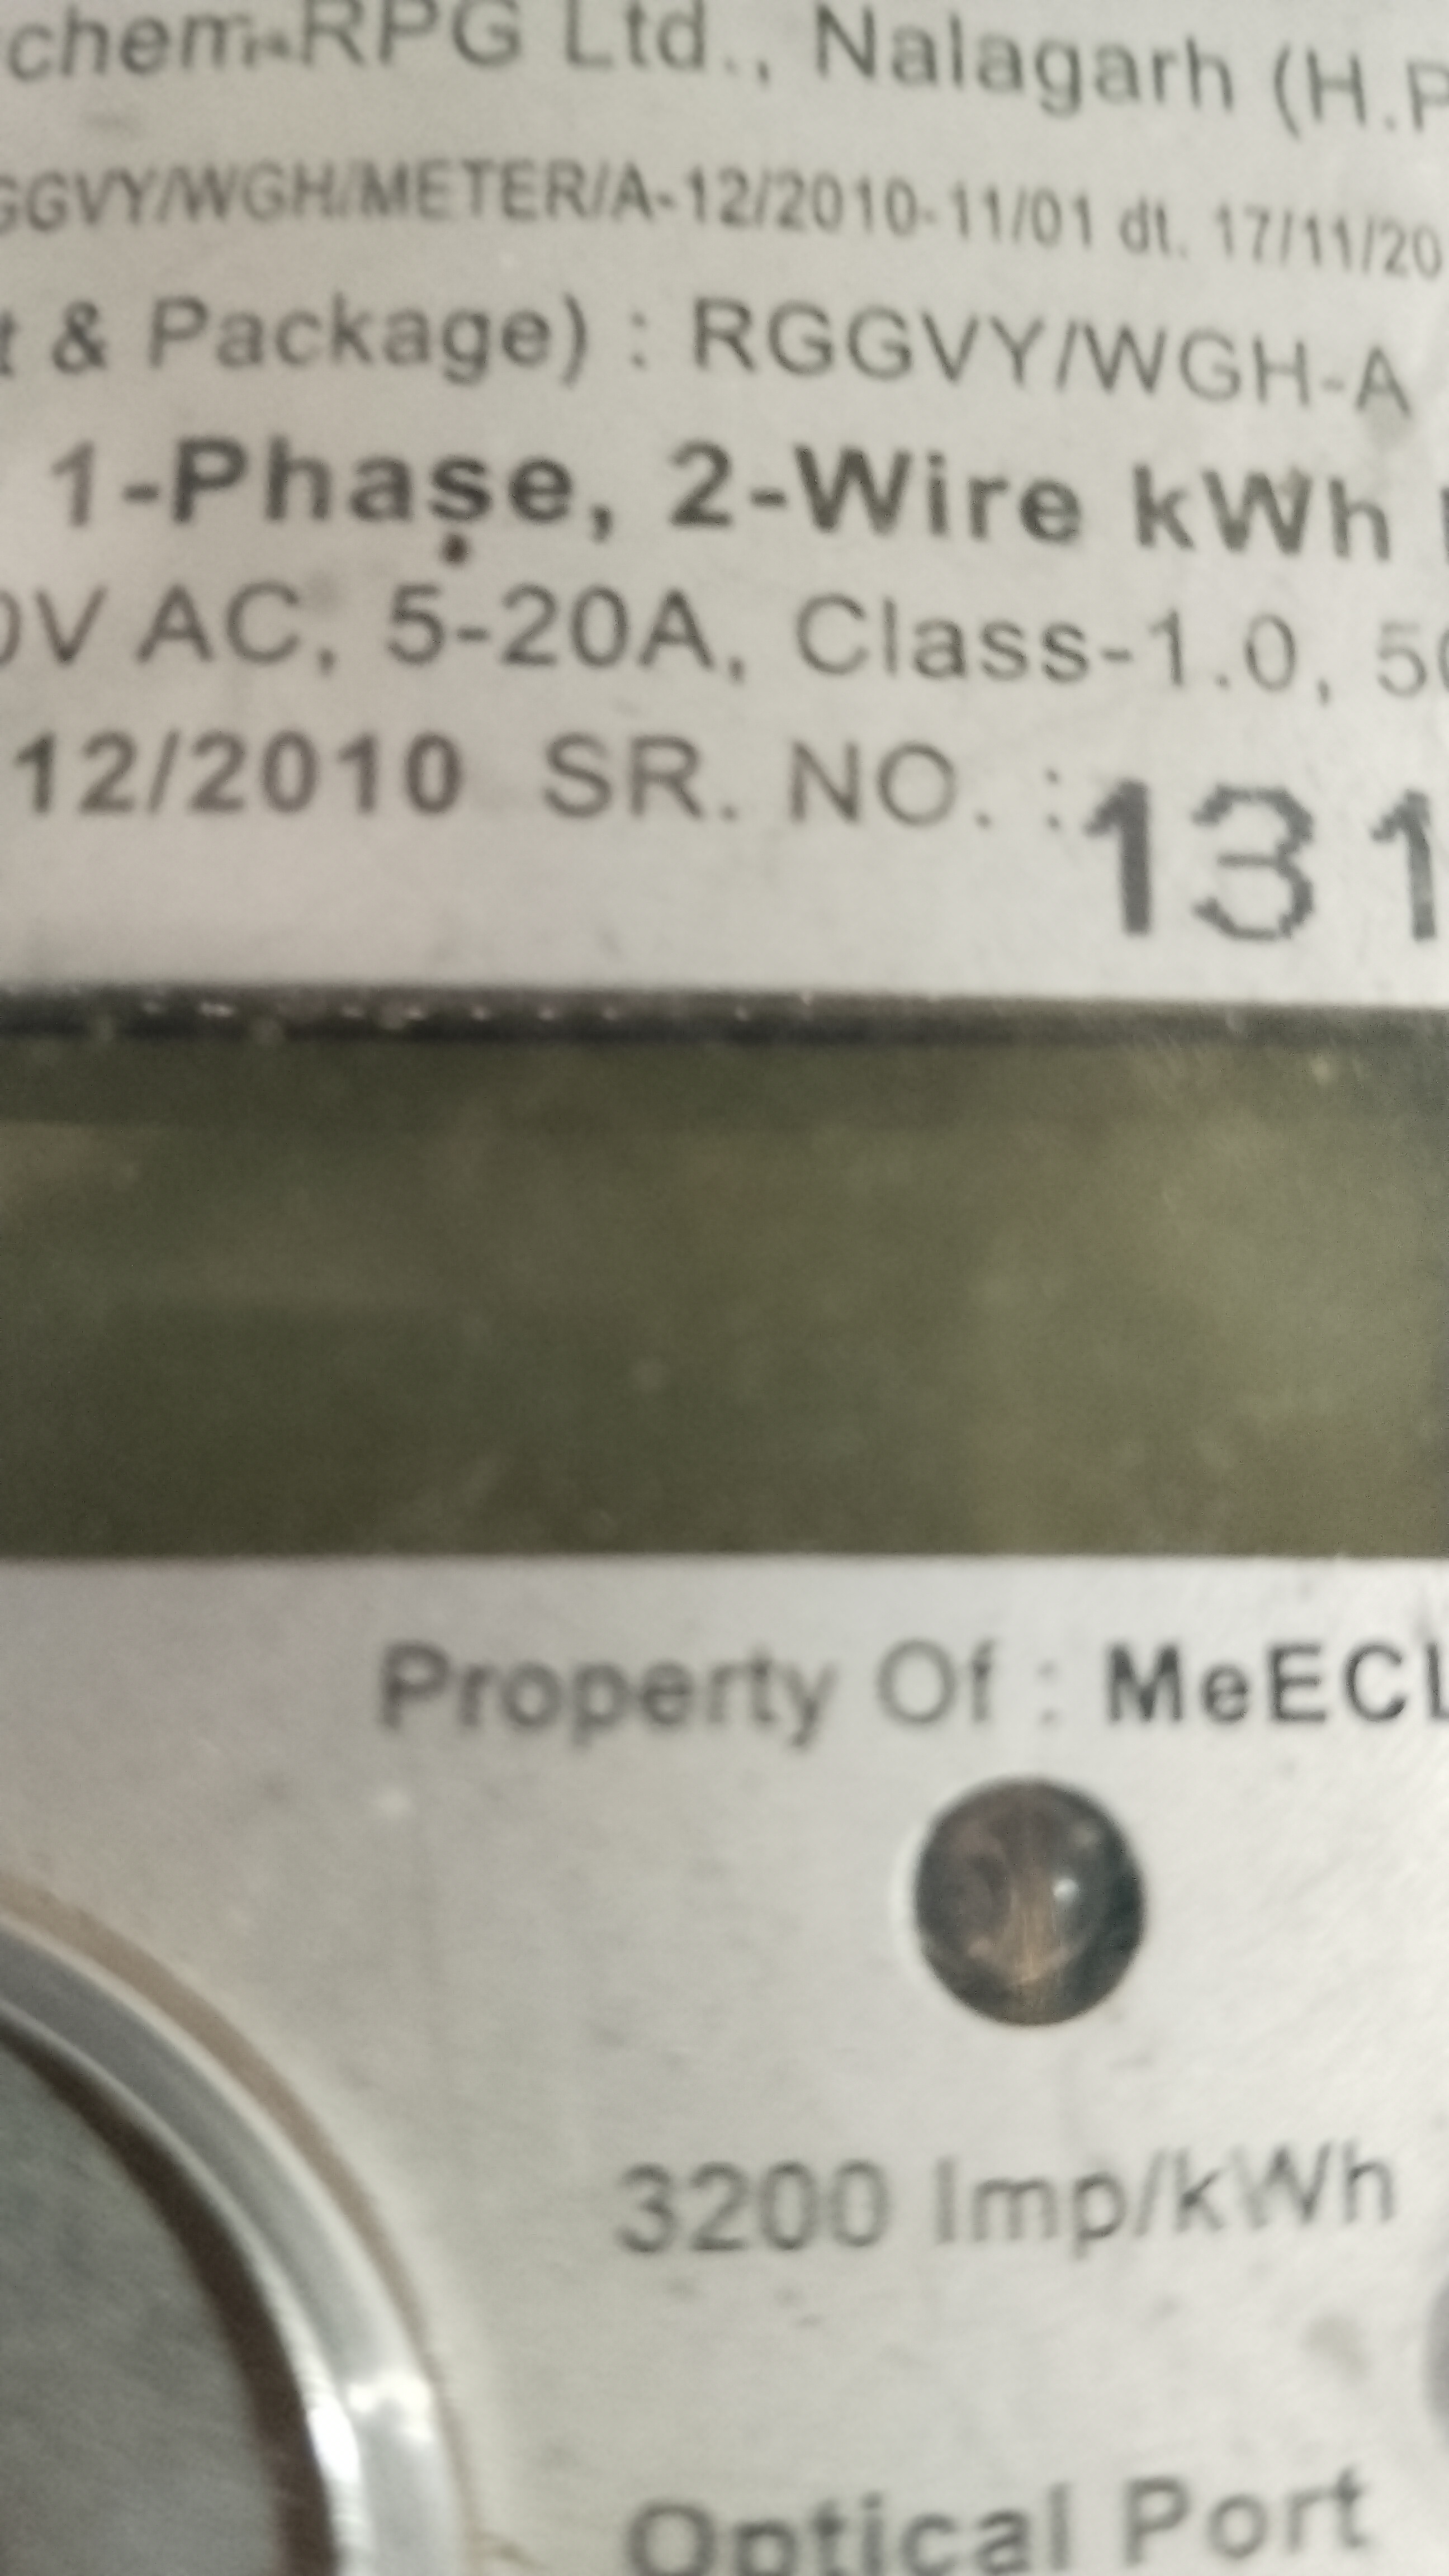 chem RPG Ltd., Nalagarh (H.P
GGVY/WGH/METER/A-12/2010-11/01 dt. 17/11/20
t & Package) : RGGVY/WGH-A
1-Phase, 2-Wire kWh
0V AC, 5-20A, Class-1.0, 50
12/2010 SR. NO. : 131
Property Of : MeECL
3200 Imp/kWh
Optical Port